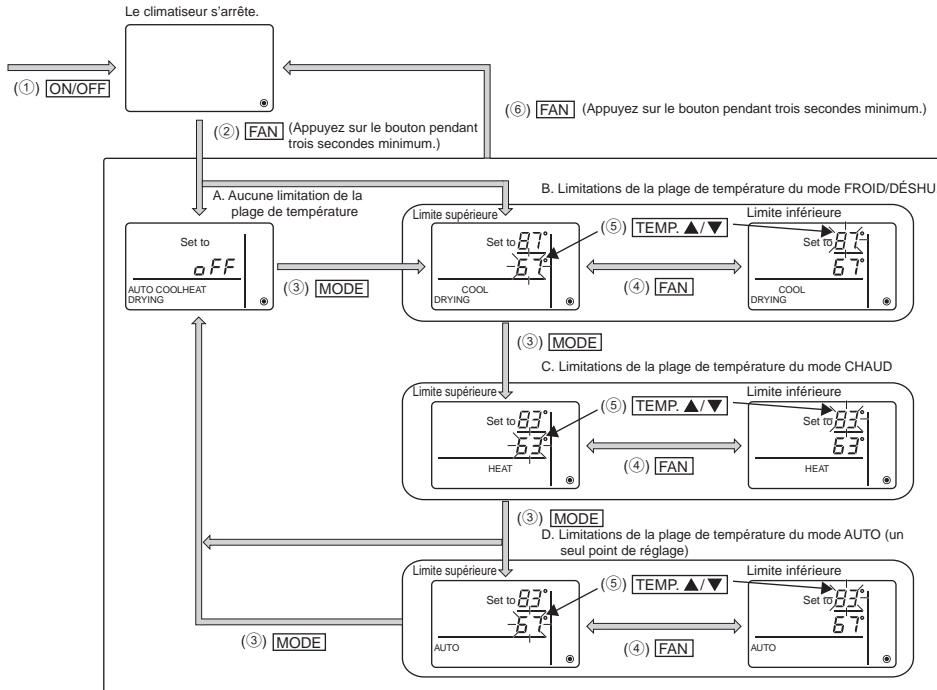 Le climatiseur s'arrête.
(①) ON/OFF
(②) FAN (Appuyez sur le bouton pendant
trois secondes minimum.)
(⑥) FAN (Appuyez sur le bouton pendant trois secondes minimum.)
A. Aucune limitation de la
plage de température
Set to
oFF
AUTO COOLHEAT
DRYING
(③) MODE
B. Limitations de la plage de température du mode FROID/DÉSHU
Limite supérieure
Set to 87°
67°
COOL
DRYING
(⑤) TEMP. ▲/▼
(④) FAN
Limite inférieure
Set to 87°
67°
COOL
DRYING
(③) MODE
C. Limitations de la plage de température du mode CHAUD
Limite supérieure
Set to 83°
63°
HEAT
(⑤) TEMP. ▲/▼
(④) FAN
Limite inférieure
Set to 83°
63°
HEAT
(③) MODE
D. Limitations de la plage de température du mode AUTO (un
seul point de réglage)
Limite supérieure
Set to 83°
67°
AUTO
(⑤) TEMP. ▲/▼
(④) FAN
Limite inférieure
Set to 83°
67°
AUTO
(③) MODE